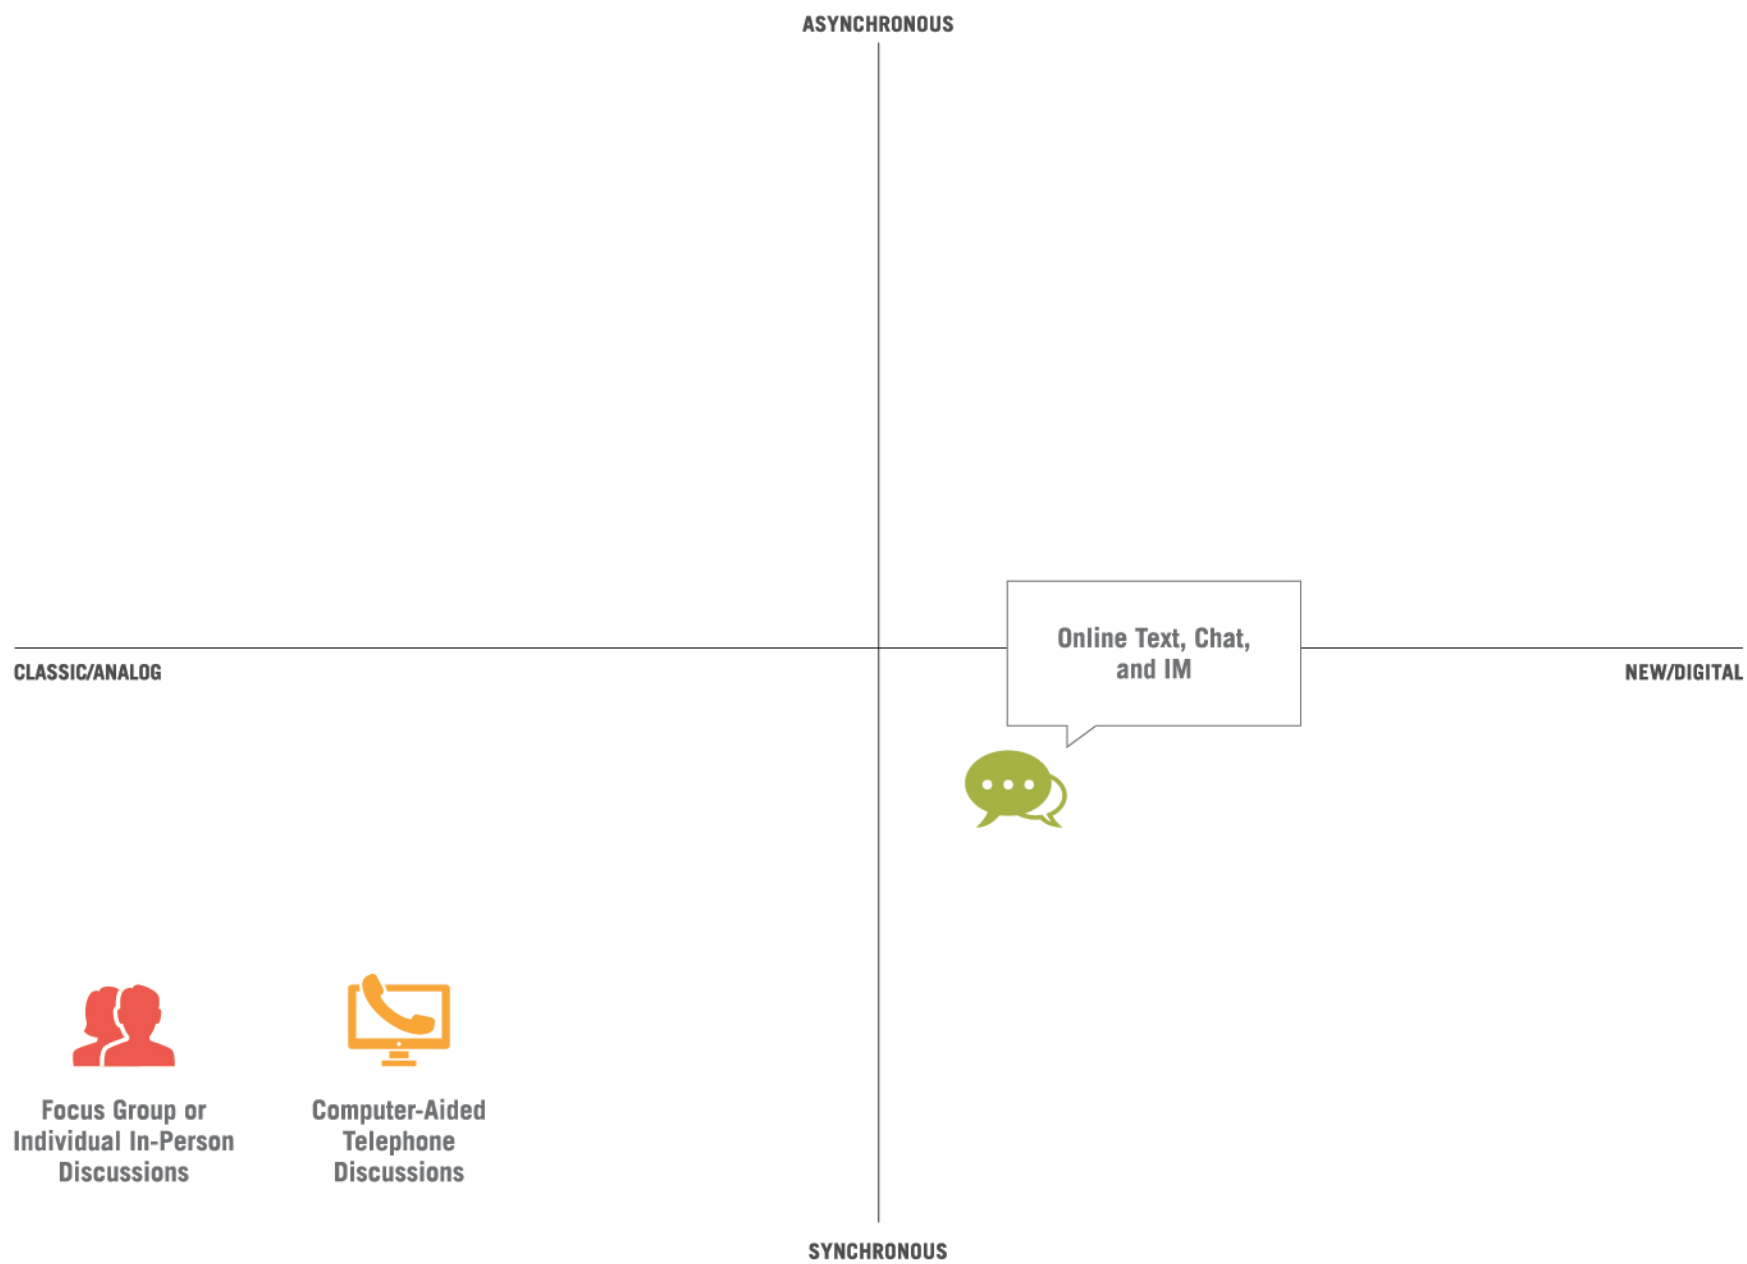 ASYNCHRONOUS
Online Text, Chat,
and IM
CLASSIC/ANALOG
NEW/DIGITAL
Focus Group or
Individual In-Person
Discussions
Computer-Aided
Telephone
Discussions
SYNCHRONOUS